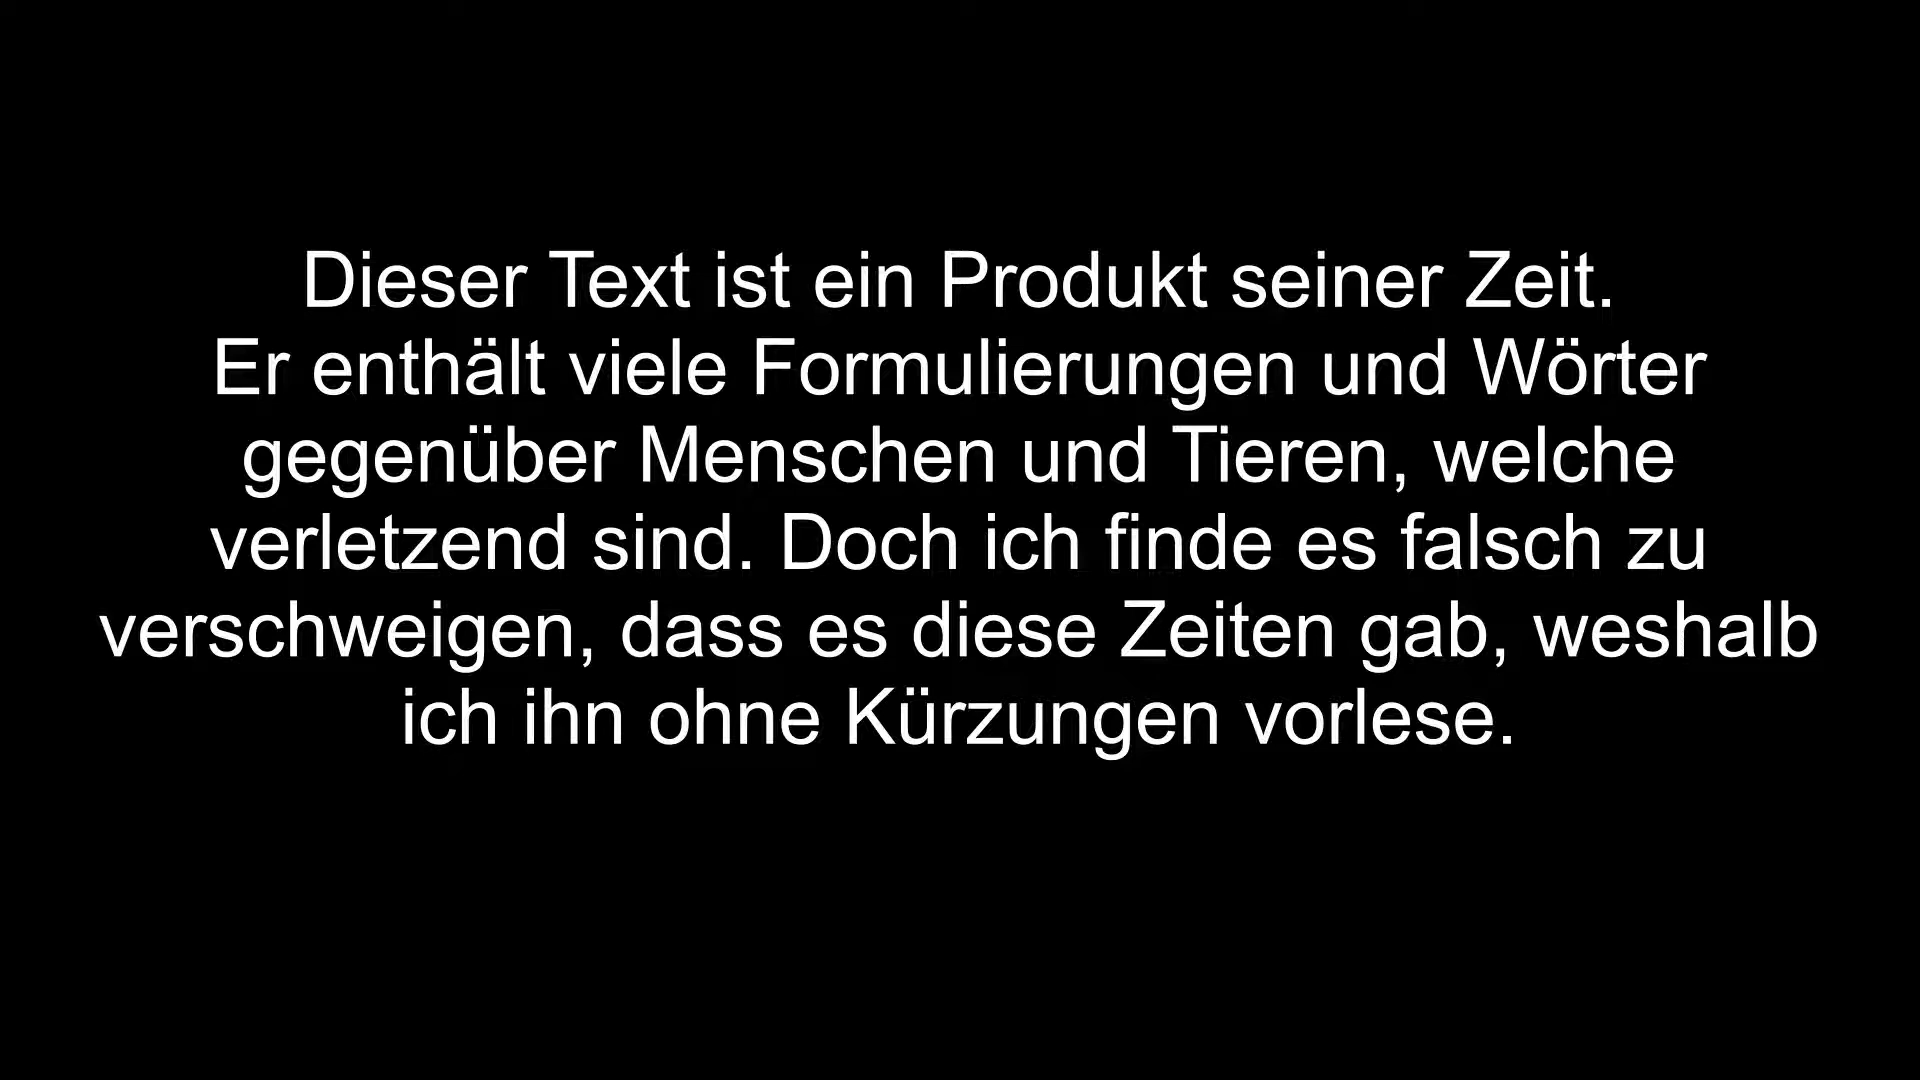 Dieser Text ist ein Produkt seiner Zeit.
Er enthält viele Formulierungen und Wörter
gegenüber Menschen und Tieren, welche
verletzend sind. Doch ich finde es falsch zu
verschweigen, dass es diese Zeiten gab, weshalb
ich ihn ohne Kürzungen vorlese.